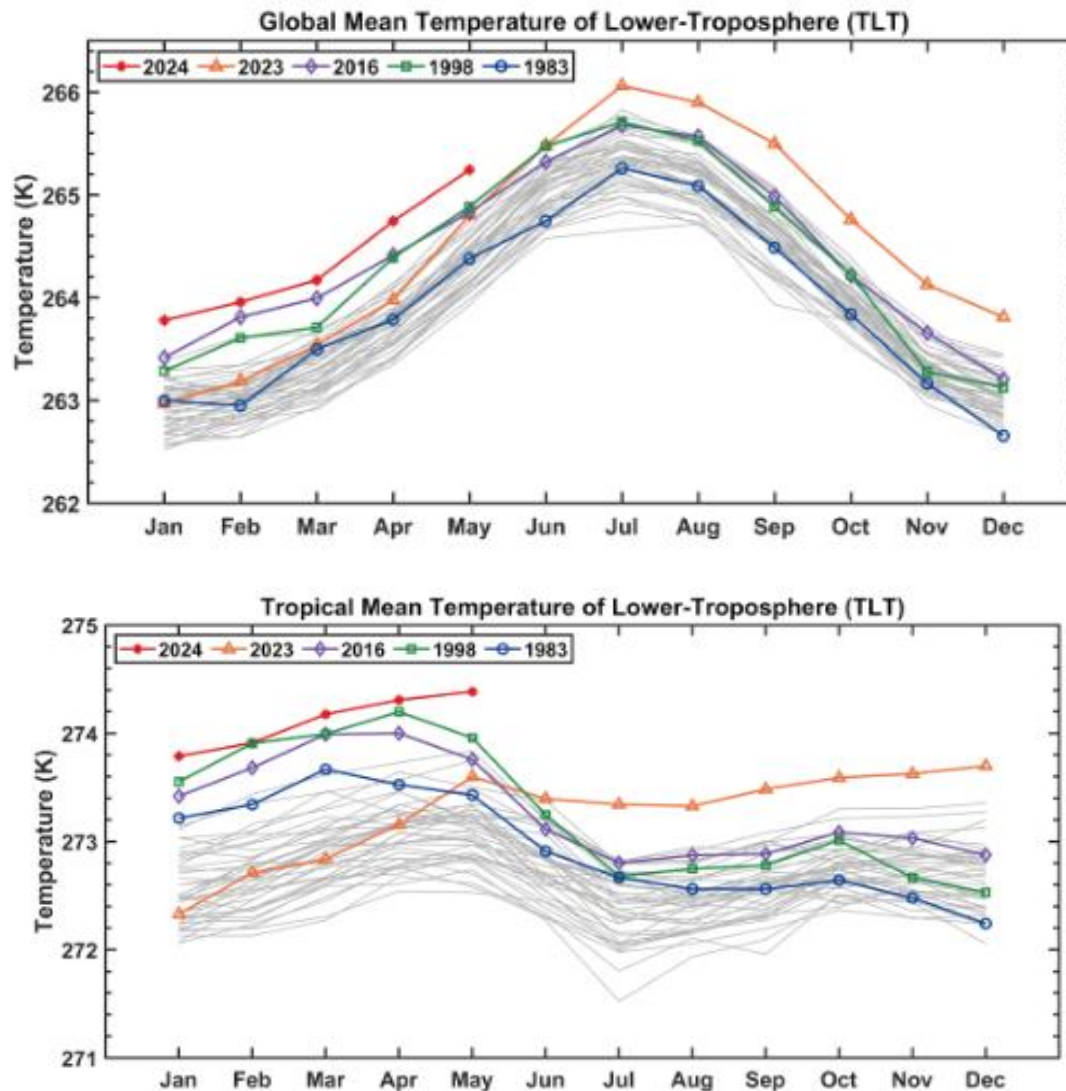 Global Mean Temperature of Lower-Troposphere (TLT)
2024 2023 2016 1998 1983
266
265
264
263
262
Temperature (K)
Jan Feb Mar Apr May Jun Jul Aug Sep Oct Nov Dec
Tropical Mean Temperature of Lower-Troposphere (TLT)
275
2024 2023 2016 1998 1983
274
273
272
271
Temperature (K)
Jan Feb Mar Apr May Jun Jul Aug Sep Oct Nov Dec